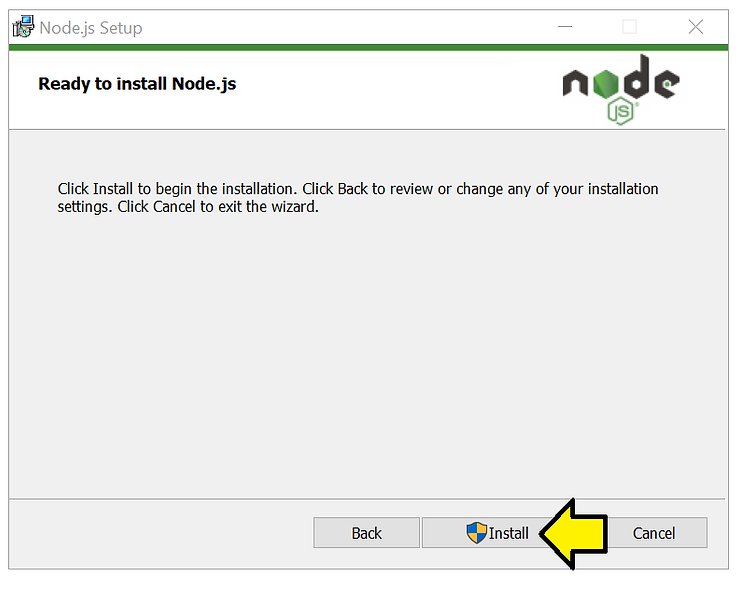 Node.js Setup
Ready to install Node.js
node
JS
Click Install to begin the installation. Click Back to review or change any of your installation
settings. Click Cancel to exit the wizard.
Back
Install
Cancel